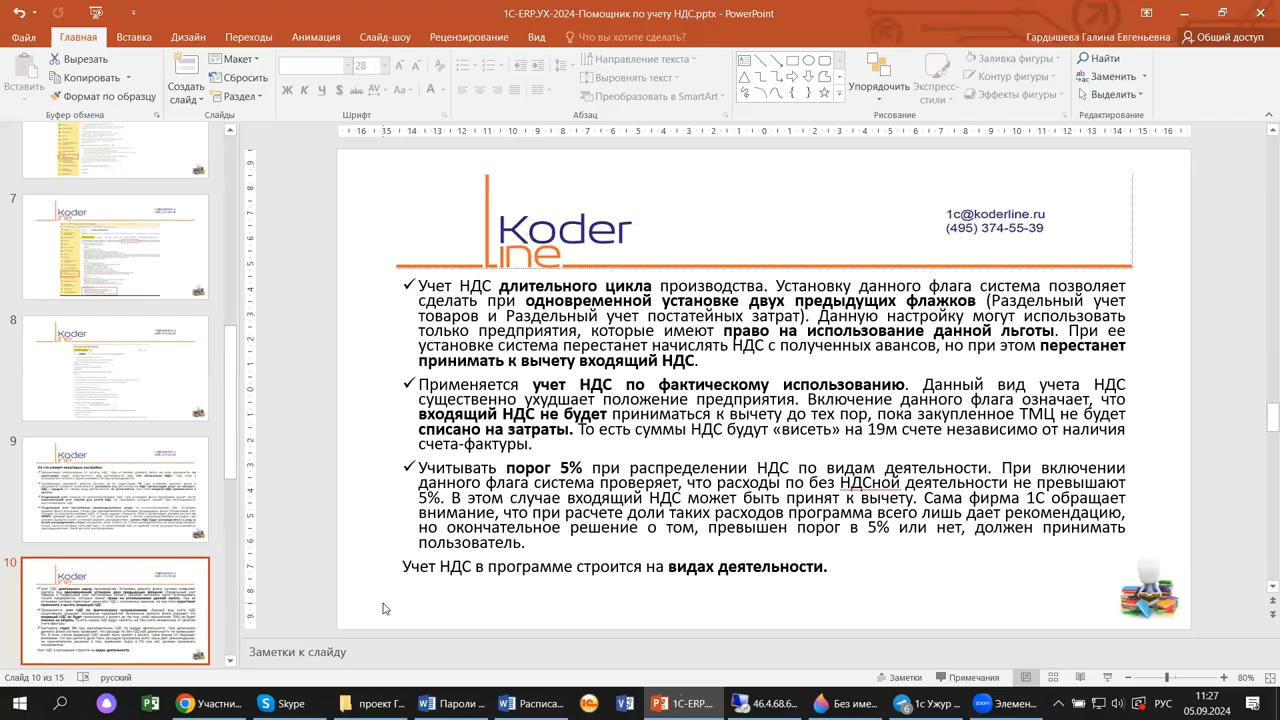 1C-ERP.УХ-2024 прогр учету НДС.pptx - PowerPoint
Гардышева Галина Евгеньевна
Общий доступ
Файл Главная Вставка Дизайн Переходы Анимация Слайд-шоу Рецензирование Вид Что вы хотите сделать?
Вставить
Вырезать
Копировать
Формат по образцу
Буфер обмена
Создать слайд
Макет
Сбросить
Раздел
Слайды
28
Ж К Ч S abc AV Aa A
Шрифт
Направление текста
Выровнять текст
Преобразовать в SmartArt
Абзац
Упорядочить
Экспресс-стили
Заливка фигуры
Контур фигуры
Эффекты фигуры
Рисование
Найти
Заменить
Выделить
Редактирование
7
8
9
10
Koder
line
c@koderline.ru
495) 374-55-39
Учет НДС длительного цикла производства. Установку данного флага система позволяет
сделать при одновременной установке двух предыдущих флажков (Раздельный учет
товаров и Раздельный учет постатейных затрат). Данную настройку могут использовать
только предприятия, которые имеют право на использование данной льготы. При ее
установке система перестанет начислять НДС с полученных авансов, но при этом перестанет
принимать к вычету входящий НДС.
Применяется учет НДС по фактическому использованию. Данный вид учета НДС
существенно ухудшает положение предприятия. Включение данного флага означает, что
входящий НДС не будет приниматься к вычету до тех пор, пока закупленное ТМЦ не будет
списано на затраты. То есть суммы НДС будут «висеть» на 19м счете независимо от наличия
счета-фактуры.
Учитывать порог 5% при распределении НДС по видам деятельности. При включении
данного флага система проверяет, что расходы по без НДСной деятельности не превышают
5%. В этом случае входящий НДС может быть принят к вычету. Сама фирма 1С обращает
внимание, что при расчете доли таких расходов программа всего лишь дает рекомендацию,
но окончательное решение о том, превышен порог в 5% или нет, должен принимать
пользователь.
Учет НДС в программе строится на видах деятельности.
Заметки к слайду
Слайд 10 из 15 русский
Заметки Примечания 80%
Участни... проект Г... Пароли ... Расписа... 1C-ERP.... 46.4.68.6... Без име... 1с Ужур ... Элемен...
РУС
11:27
05.09.2024